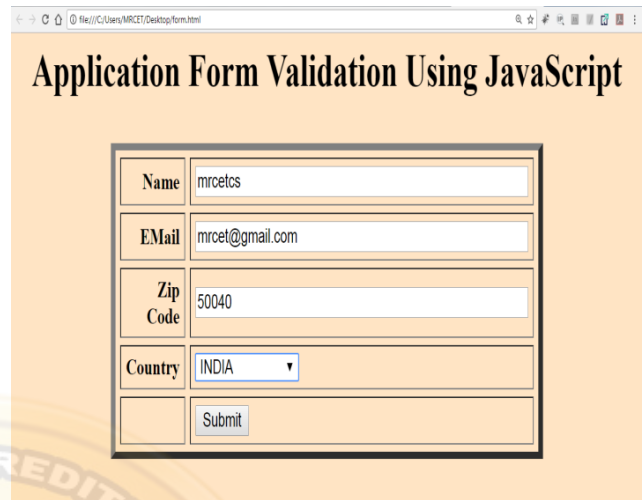 file:///C:/Users/MRCET/Desktop/form.html
Application Form Validation Using JavaScript
Name
mrcetcs
EMail
mrcet@gmail.com
Zip
Code
50040
Country
INDIA
Submit
REDIT